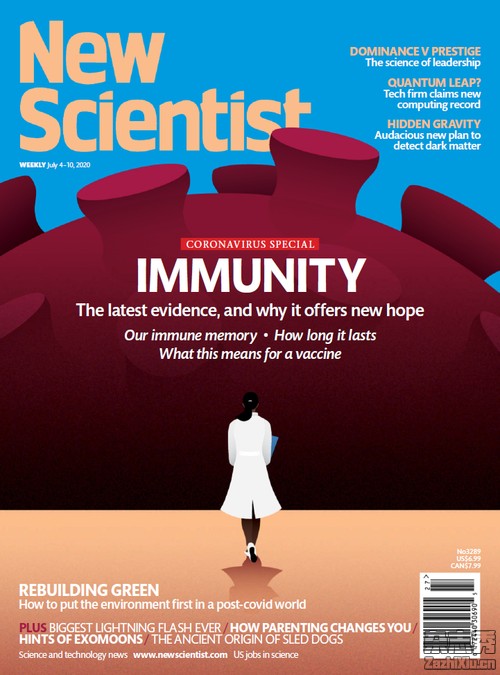 New
Scientist
WEEKLY July 4–10, 2020
DOMINANCE V PRESTIGE
The science of leadership
QUANTUM LEAP?
Tech firm claims new
computing record
HIDDEN GRAVITY
Audacious new plan to
detect dark matter
CORONAVIRUS SPECIAL
IMMUNITY
The latest evidence, and why it offers new hope
Our immune memory • How long it lasts
What this means for a vaccine
No3289
US$6.99
CAN$7.99
REBUILDING GREEN
How to put the environment first in a post-covid world
PLUS BIGGEST LIGHTNING FLASH EVER / HOW PARENTING CHANGES YOU /
HINTS OF EXOMOONS / THE ANCIENT ORIGIN OF SLED DOGS
Science and technology news www.newscientist.com US jobs in science
27>
ZaZhiXiu.cn